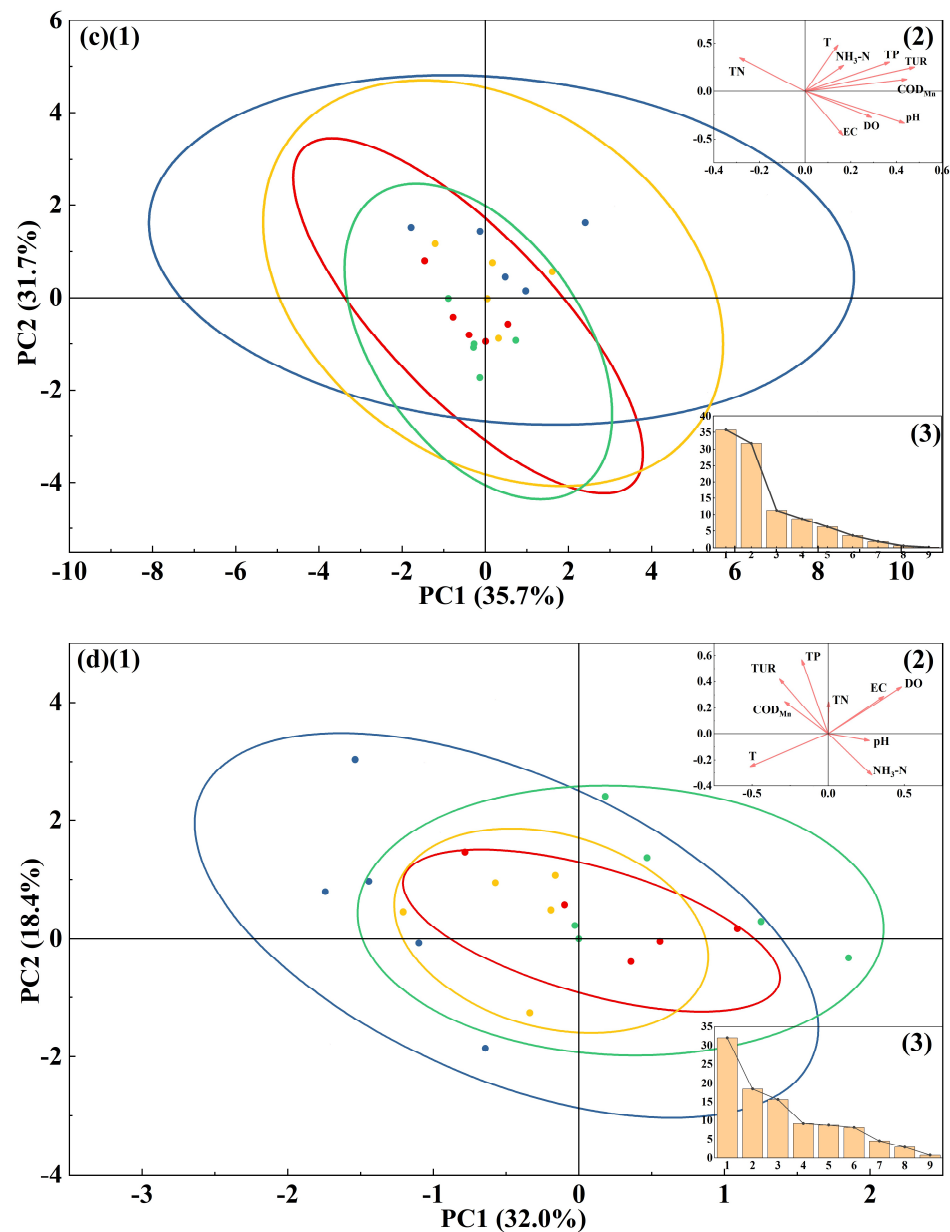 (c)(1)
6
4
2
0
-2
-4
PC2 (31.7%)
-10 -8 -6 -4 -2 0 2 4 6 8 10
PC1 (35.7%)
(2)
0.5
0.0
-0.5
-0.4 -0.2 0.0 0.2 0.4 0.6
TN
T
NH3-N
TP
TUR
CODMn
pH
DO
EC
(3)
40
35
30
25
20
15
10
5
0
1 2 3 4 5 6 7 8 9
(d)(1)
4
2
0
-2
-4
PC2 (18.4%)
-3 -2 -1 0 1 2
PC1 (32.0%)
(2)
0.6
0.4
0.2
0.0
-0.2
-0.4
-0.5 0.0 0.5
TUR
TP
CODMn
TN
EC
DO
T
pH
NH3-N
(3)
35
30
25
20
15
10
5
0
1 2 3 4 5 6 7 8 9